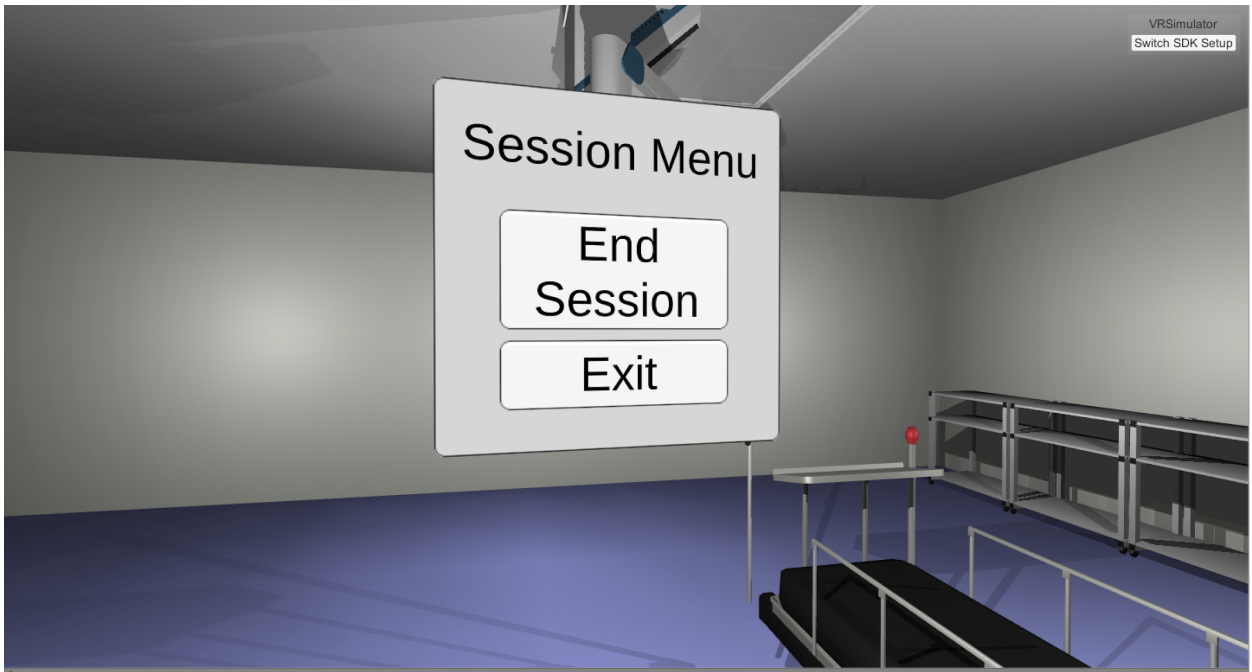 VRSimulator
Switch SDK Setup
Session Menu
End
Session
Exit